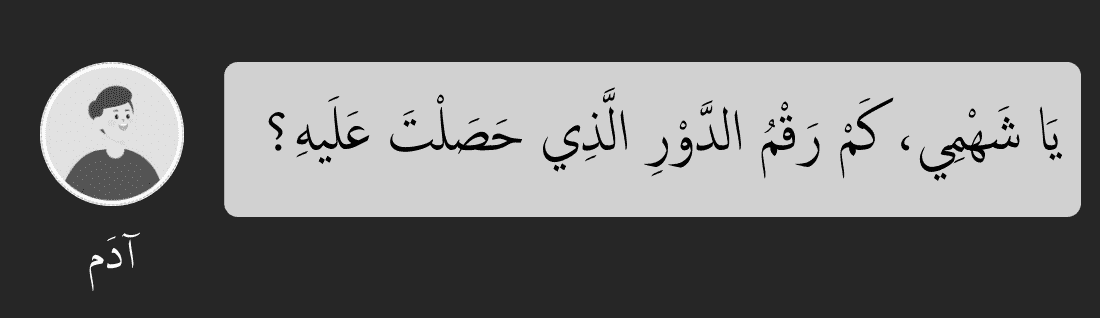 يَا شَهْمِي، كَمْ رَقْمُ الدَّوْرِ الَّذِي حَصَلْتَ عَلَيهِ؟
آدَم